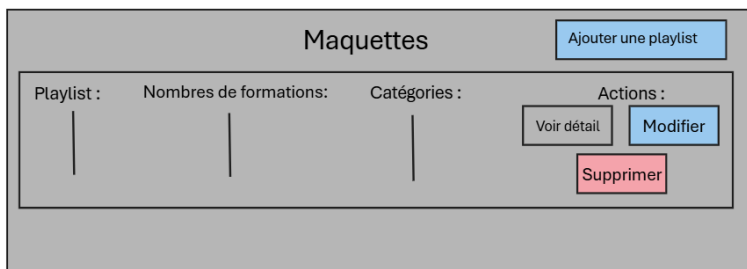 Maquettes
Ajouter une playlist
Playlist :
Nombres de formations:
Catégories :
Actions :
Voir détail
Modifier
Supprimer